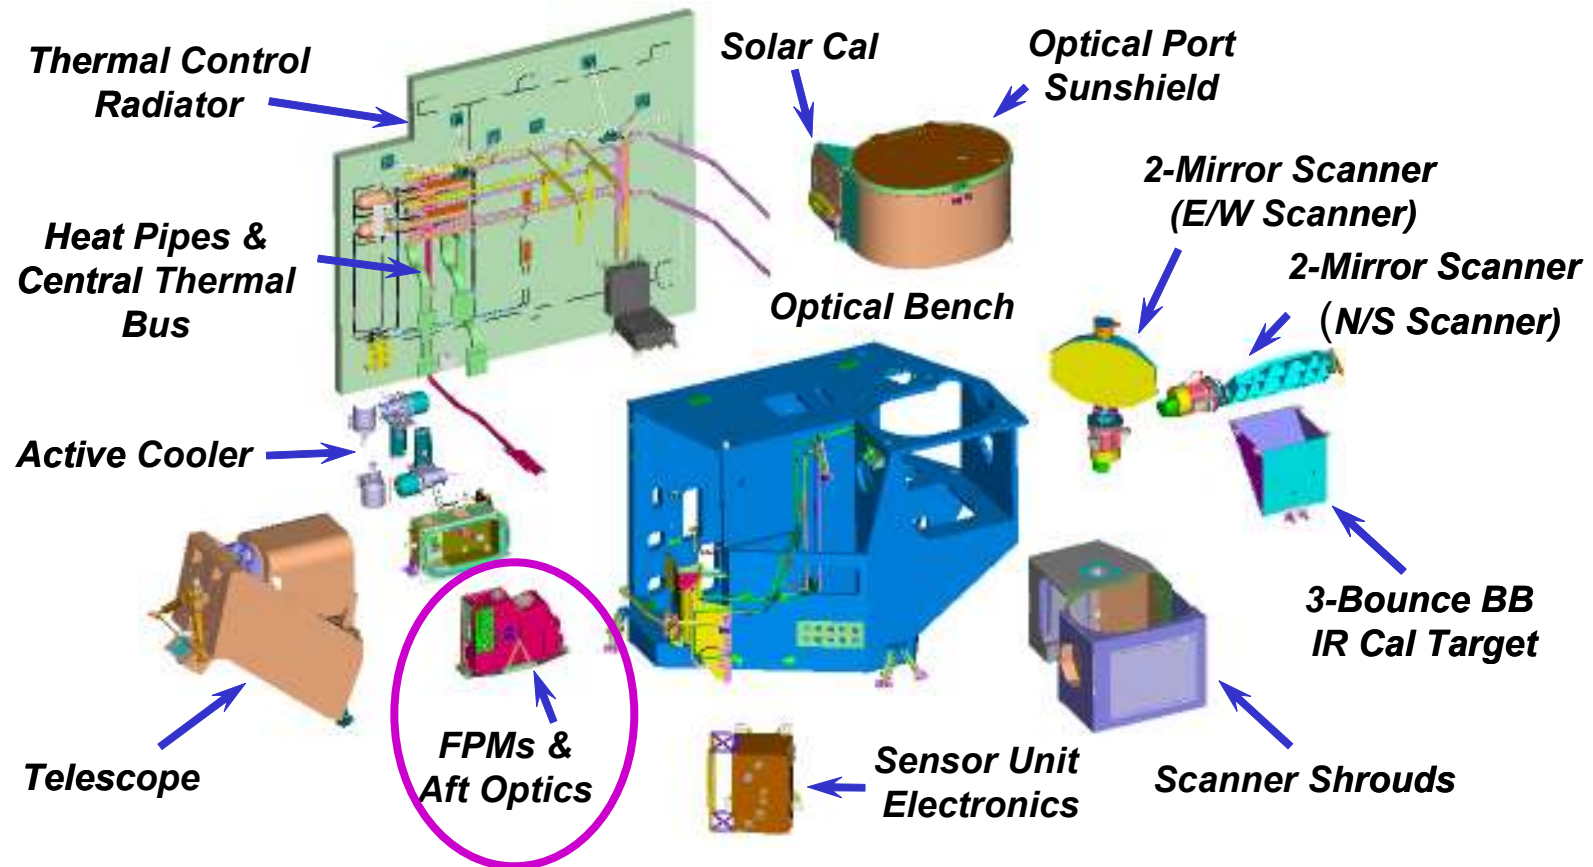 Thermal Control
Radiator
Solar Cal
Optical Port
Sunshield
2-Mirror Scanner
(E/W Scanner)
Heat Pipes &
Central Thermal
Bus
2-Mirror Scanner
(N/S Scanner)
Optical Bench
Active Cooler
3-Bounce BB
IR Cal Target
FPMs &
Aft Optics
Telescope
Sensor Unit
Electronics
Scanner Shrouds